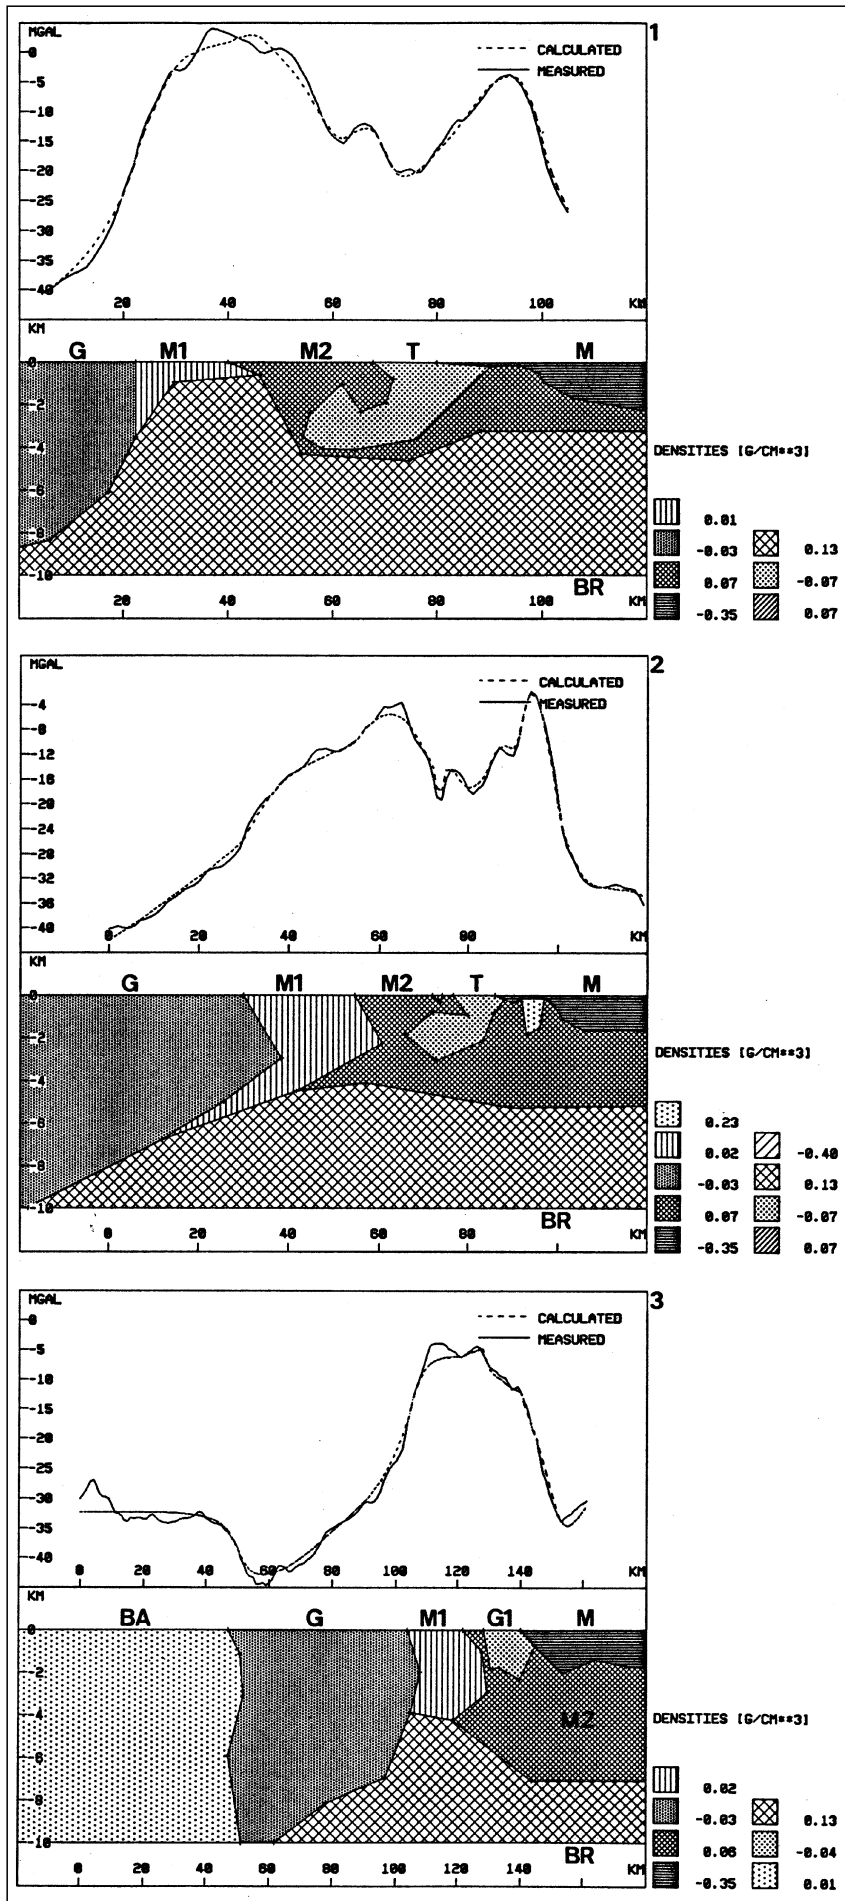 MGAL 1
0 CALCULATED
-5 MEASURED
-10
-15
-20
-25
-30
-35
-40
20 40 60 80 100 KM
KM
G M1 M2 T M
0
-2
-4
-6
-8
-10
BR
20 40 60 80 100 KM
DENSITIES [G/CM**3]
0.01
-0.03 0.13
0.07 -0.07
-0.35 0.07
MGAL 2
CALCULATED
-4 MEASURED
-8
-12
-16
-20
-24
-28
-32
-36
-40
0 20 40 60 80 KM
KM
G M1 M2 T M
0
-2
-4
-6
-8
-10
BR
0 20 40 60 80 KM
DENSITIES [G/CM**3]
0.23
0.02 -0.40
-0.03 0.13
0.07 -0.07
-0.35 0.07
MGAL 3
0 CALCULATED
-5 MEASURED
-10
-15
-20
-25
-30
-35
-40
0 20 40 60 80 100 120 140 KM
KM
BA G M1 G1 M
0
-2
-4 M2
-6
-8
-10
BR
0 20 40 60 80 100 120 140 KM
DENSITIES [G/CM**3]
0.02
-0.03 0.13
0.06 -0.04
-0.35 0.01